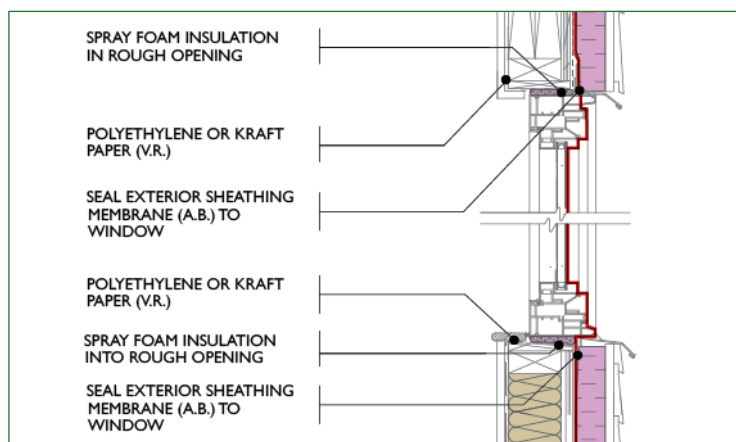 SPRAY FOAM INSULATION
IN ROUGH OPENING
POLYETHYLENE OR KRAFT
PAPER (V.R.)
SEAL EXTERIOR SHEATHING
MEMBRANE (A.B.) TO
WINDOW
POLYETHYLENE OR KRAFT
PAPER (V.R.)
SPRAY FOAM INSULATION
INTO ROUGH OPENING
SEAL EXTERIOR SHEATHING
MEMBRANE (A.B.) TO
WINDOW